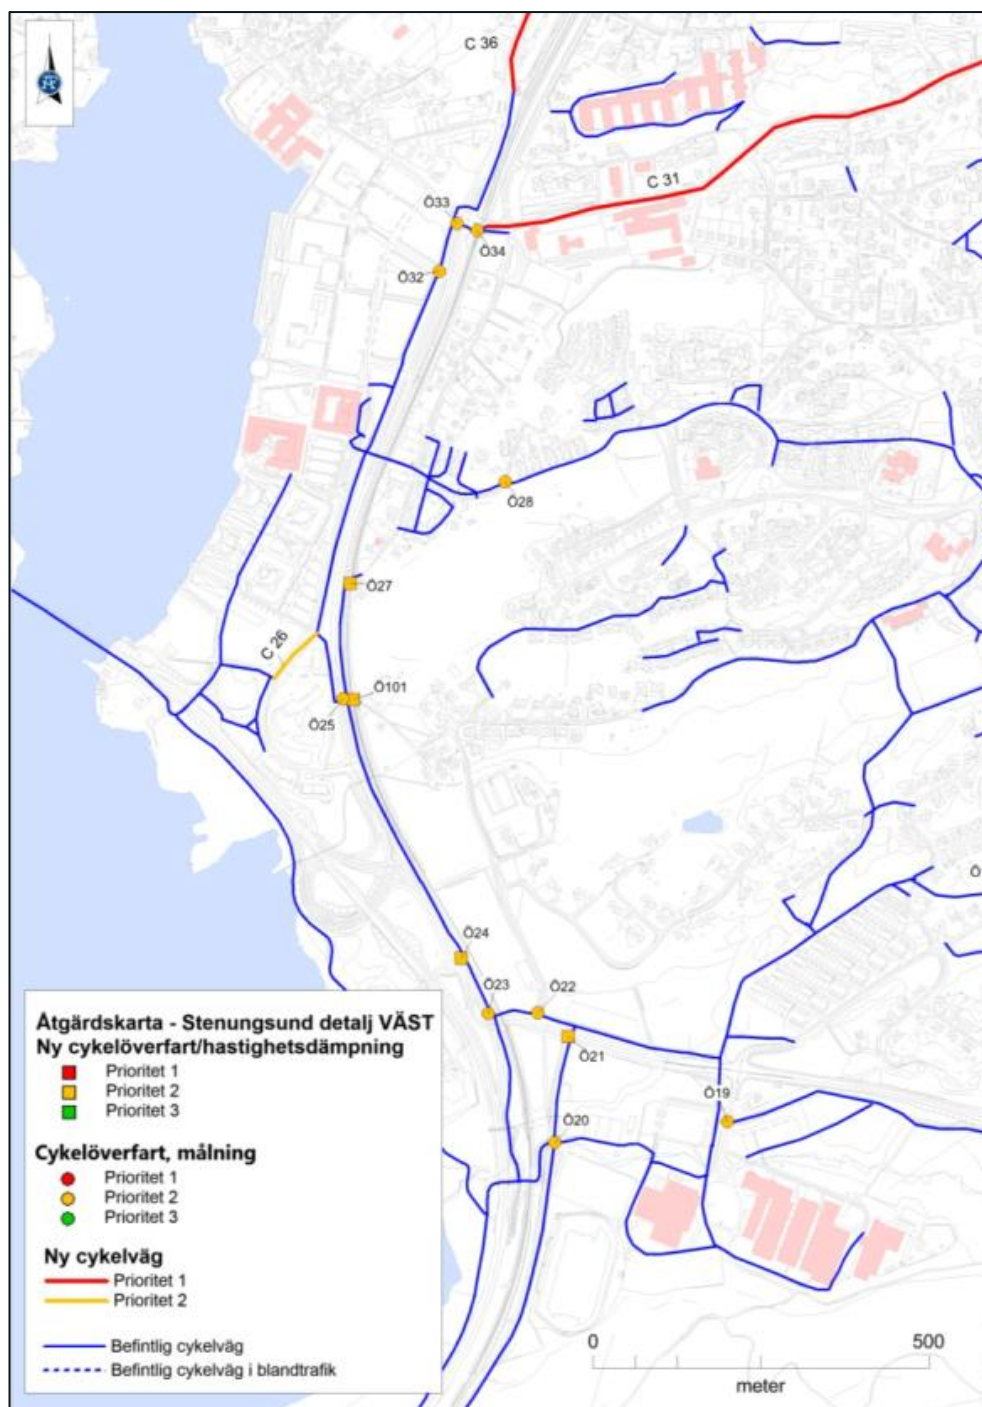 C 36
C 31
Ö33
Ö34
Ö32
Ö28
Ö27
C 26
Ö101
Ö25
Ö24
Ö23
Ö22
Ö21
Ö19
Ö20
Åtgärdskarta - Stenungsund detalj VÄST
Ny cykelöverfart/hastighetsdämpning
Prioritet 1
Prioritet 2
Prioritet 3
Cykelöverfart, målning
Prioritet 1
Prioritet 2
Prioritet 3
Ny cykelväg
Prioritet 1
Prioritet 2
Befintlig cykelväg
Befintlig cykelväg i blandtrafik
0 500
meter